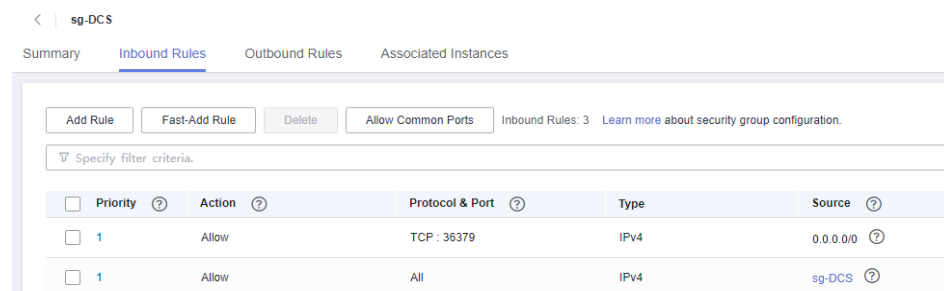 sg-DCS
Summary Inbound Rules Outbound Rules Associated Instances
Add Rule Fast-Add Rule Delete Allow Common Ports Inbound Rules: 3 Learn more about security group configuration.
Specify filter criteria.
Priority ? Action ? Protocol & Port ? Type Source ?
1 Allow TCP : 36379 IPv4 0.0.0.0/0 ?
1 Allow All IPv4 sg-DCS ?